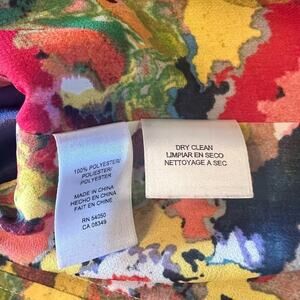 100% POLYESTER/
POLIESTER/
POLYESTER
MADE IN CHINA
HECHO EN CHINA
FAIT EN CHINE
RN 54050
CA 08349
DRY CLEAN
LIMPIAR EN SECO
NETTOYAGE A SEC